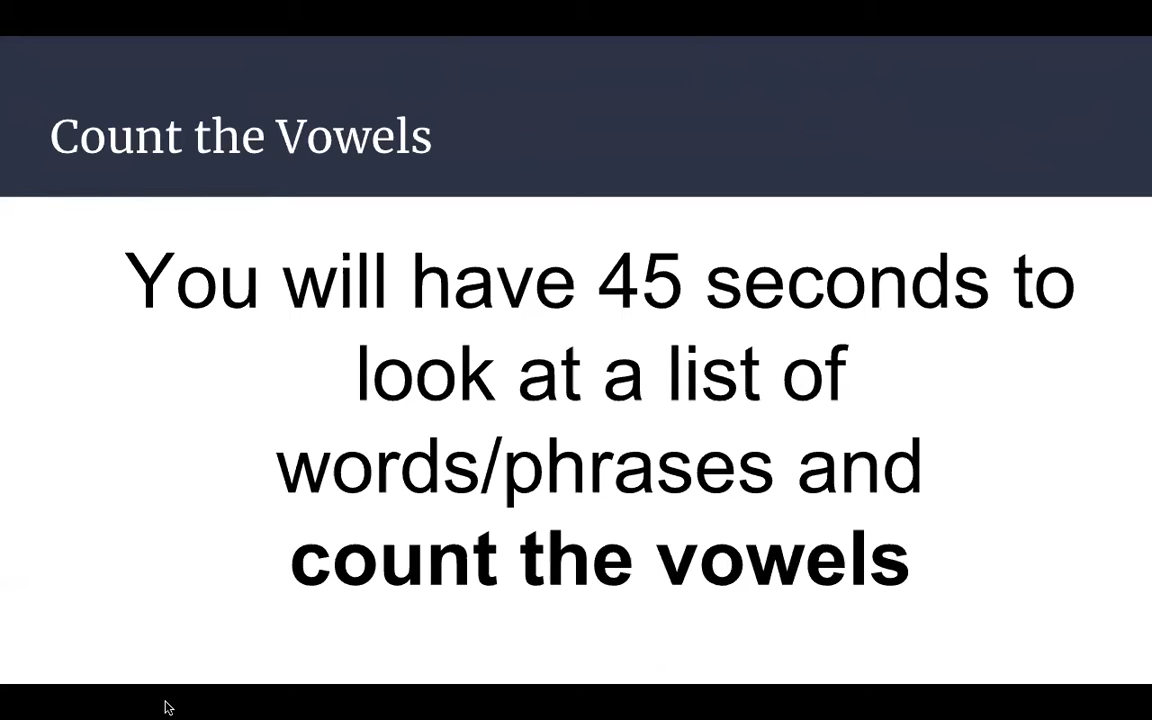 Count the Vowels
You will have 45 seconds to
look at a list of
words/phrases and
count the vowels